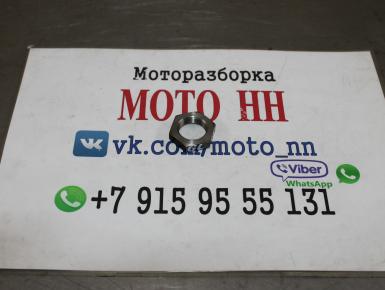 Моторазборка
МОТО НН
vk.com/moto_nn
Viber
WhatsApp
+7 915 95 55 131